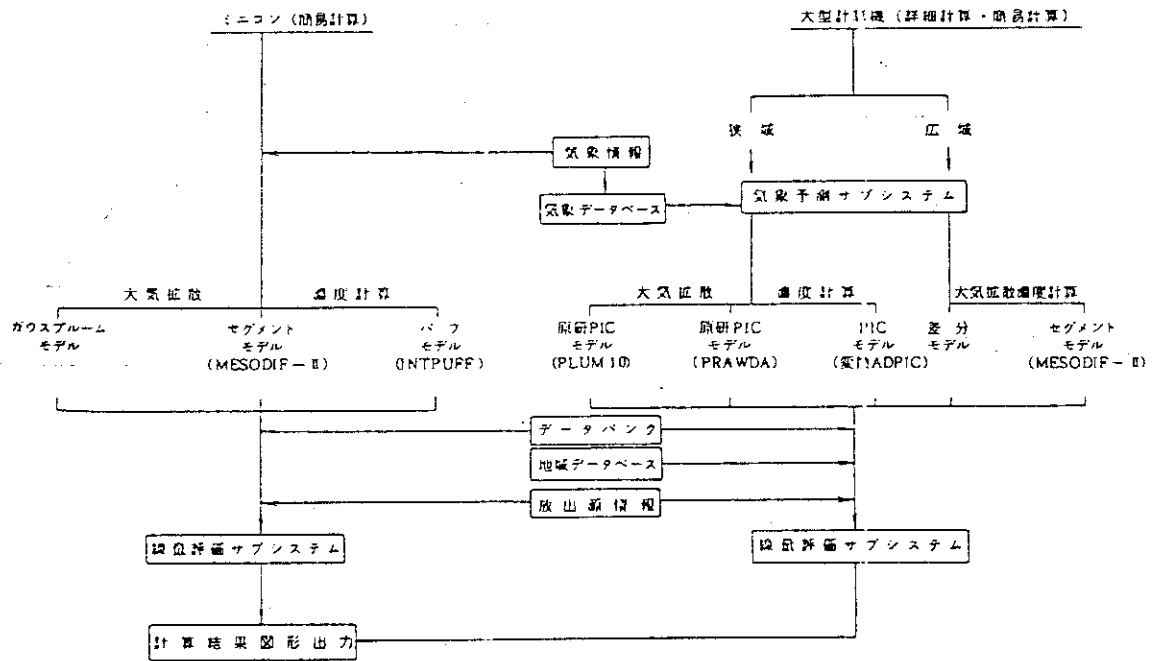 ミニコン(簡易計算)
大型計算機(詳細計算・簡易計算)
狭域
広域
気象情報
気象データベース
気象予測サブシステム
大気拡散
濃度計算
大気拡散
濃度計算
大気拡散濃度計算
ガウスプルーム
モデル
セグメント
モデル
(MESODIF-Ⅱ)
パフ
モデル
(INTPUFF)
原研PIC
モデル
(PLUM10)
原研PIC
モデル
(PRAWDA)
PIC
モデル
ADPIC)
差分
モデル
セグメント
モデル
(MESODIF-Ⅱ)
データバンク
地域データベース
放出源情報
線量評価サブシステム
線量評価サブシステム
計算結果図形出力